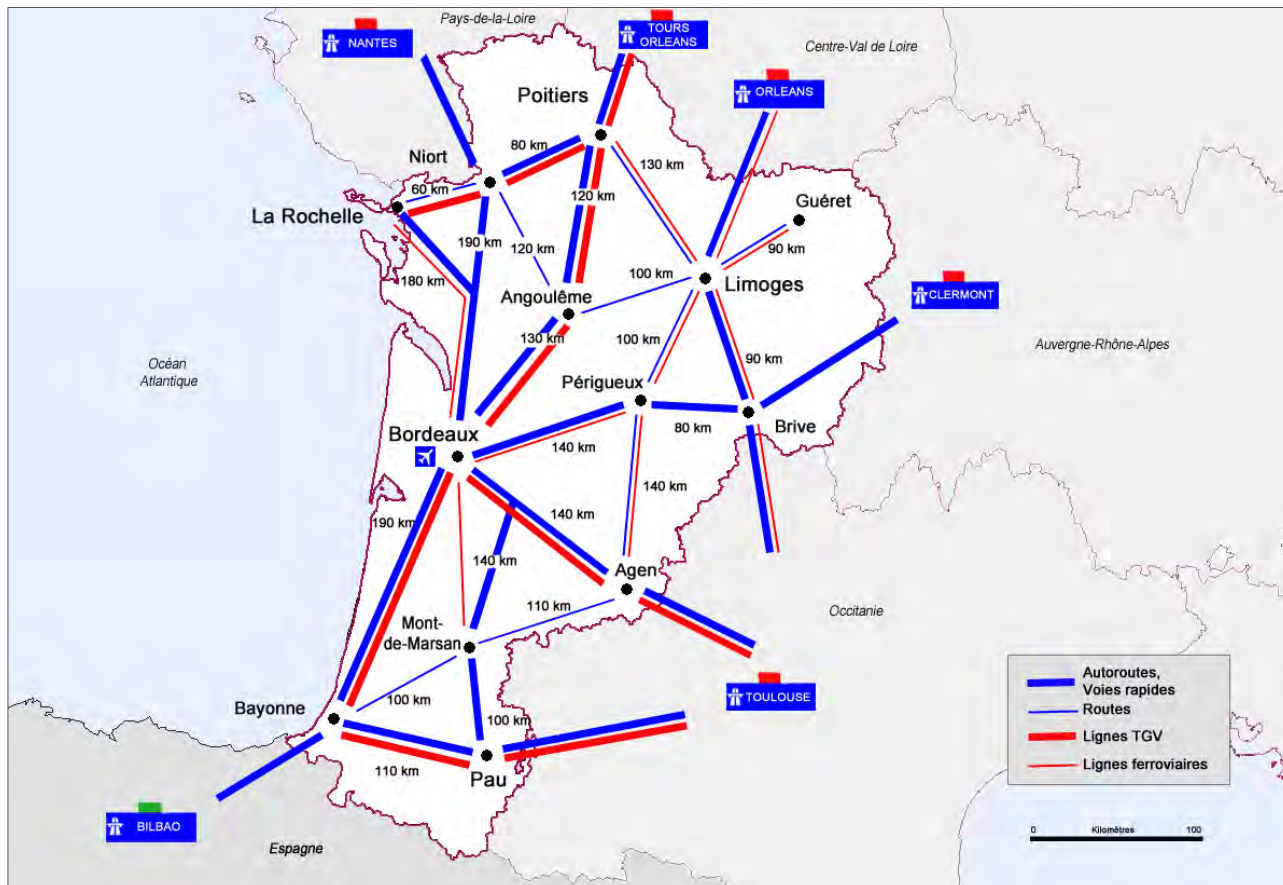 Pays-de-la-Loire
NANTES
TOURS
ORLEANS
Centre-Val de Loire
ORLEANS
Poitiers
80 km
130 km
Niort
60 km
La Rochelle
120 km
Guéret
190 km
120 km
90 km
180 km
100 km
Limoges
Angoulême
CLERMONT
130 km
100 km
90 km
Auvergne-Rhône-Alpes
Océan
Atlantique
Périgueux
80 km
Brive
Bordeaux
140 km
140 km
190 km
140 km
140 km
Agen
110 km
Occitanie
Mont-
de-Marsan
100 km
TOULOUSE
Bayonne
100 km
110 km
Pau
BILBAO
Espagne
Autoroutes,
Voies rapides
Routes
Lignes TGV
Lignes ferroviaires
0 Kilomètres 100